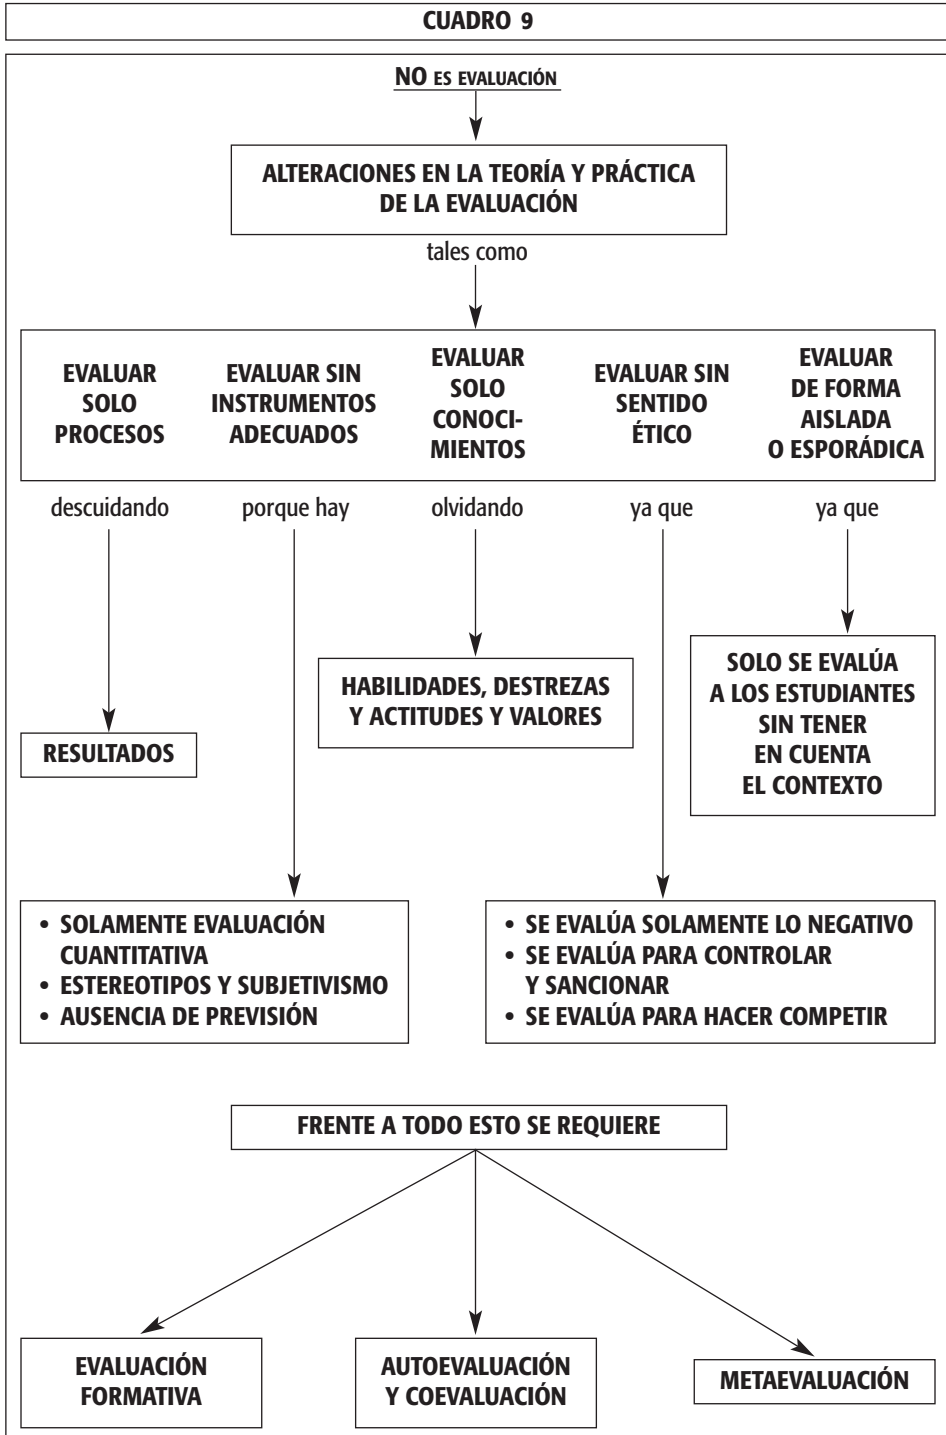 CUADRO 9
NO ES EVALUACIÓN
ALTERACIONES EN LA TEORÍA Y PRÁCTICA
DE LA EVALUACIÓN
tales como
EVALUAR
SOLO
PROCESOS
EVALUAR SIN
INSTRUMENTOS
ADECUADOS
EVALUAR
SOLO
CONOCI-
MIENTOS
EVALUAR SIN
SENTIDO
ÉTICO
EVALUAR
DE FORMA
AISLADA
O ESPORÁDICA
descuidando
porque hay
olvidando
ya que
ya que
RESULTADOS
HABILIDADES, DESTREZAS
Y ACTITUDES Y VALORES
SOLO SE EVALÚA
A LOS ESTUDIANTES
SIN TENER
EN CUENTA
EL CONTEXTO
• SOLAMENTE EVALUACIÓN
CUANTITATIVA
• ESTEREOTIPOS Y SUBJETIVISMO
• AUSENCIA DE PREVISIÓN
• SE EVALÚA SOLAMENTE LO NEGATIVO
• SE EVALÚA PARA CONTROLAR
Y SANCIONAR
• SE EVALÚA PARA HACER COMPETIR
FRENTE A TODO ESTO SE REQUIERE
EVALUACIÓN
FORMATIVA
AUTOEVALUACIÓN
Y COEVALUACIÓN
METAEVALUACIÓN